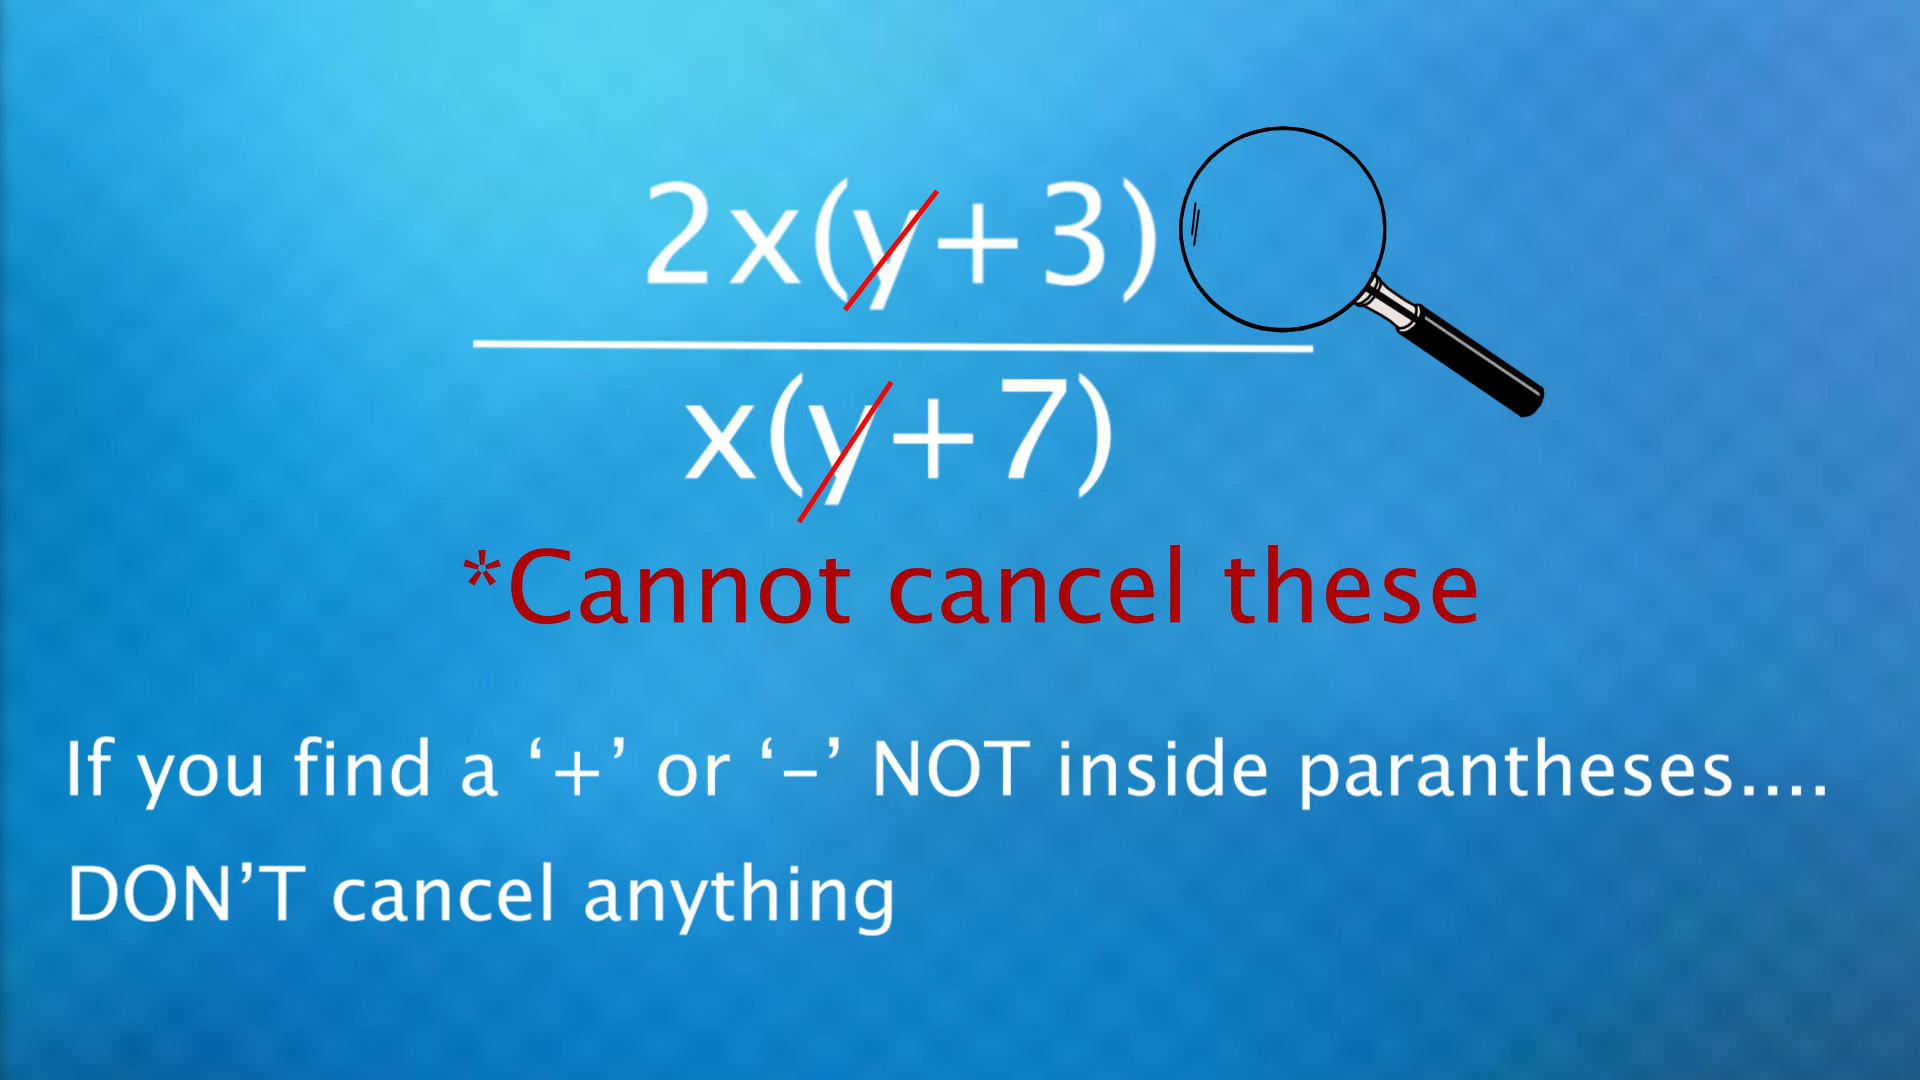 2x(y+3)
x(y+7)
*Cannot cancel these
If you find a ‘+’ or ‘-’ NOT inside parantheses....
DON’T cancel anything